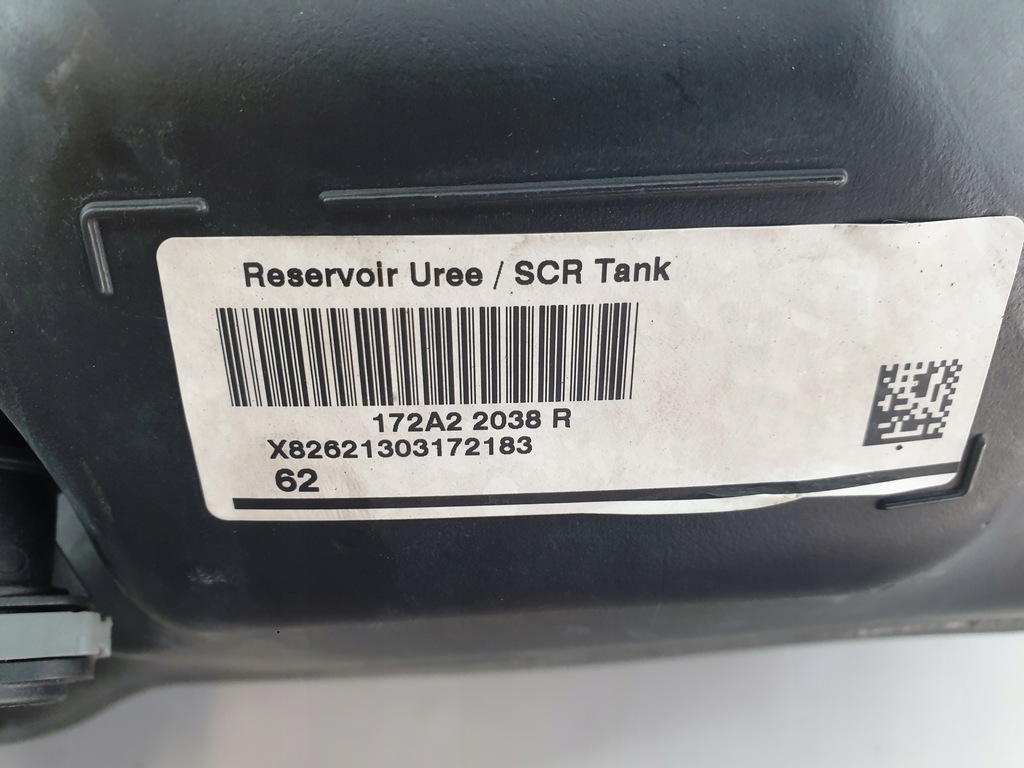 Reservoir Uree / SCR Tank
172A2 2038 R
X82621303172183
62